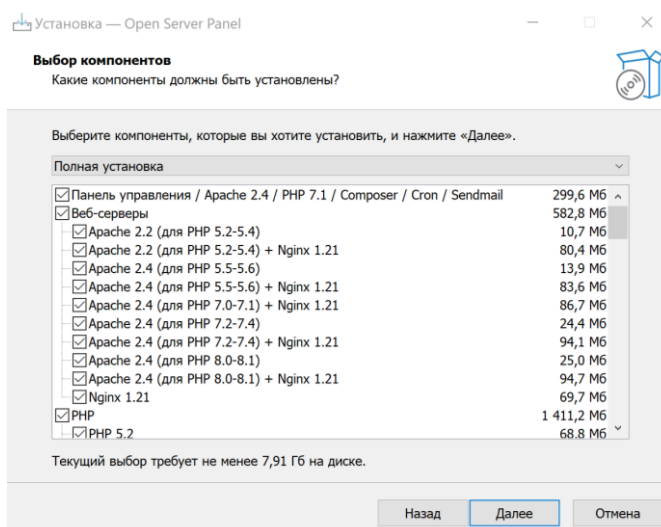 Установка — Open Server Panel
Выбор компонентов
Какие компоненты должны быть установлены?
Выберите компоненты, которые вы хотите установить, и нажмите «Далее».
Полная установка
Панель управления / Apache 2.4 / PHP 7.1 / Composer / Cron / Sendmail 299,6 Мб
Веб-серверы 582,8 Мб
Apache 2.2 (для PHP 5.2-5.4) 10,7 Мб
Apache 2.2 (для PHP 5.2-5.4) + Nginx 1.21 80,4 Мб
Apache 2.4 (для PHP 5.5-5.6) 13,9 Мб
Apache 2.4 (для PHP 5.5-5.6) + Nginx 1.21 83,6 Мб
Apache 2.4 (для PHP 7.0-7.1) + Nginx 1.21 86,7 Мб
Apache 2.4 (для PHP 7.2-7.4) 24,4 Мб
Apache 2.4 (для PHP 7.2-7.4) + Nginx 1.21 94,1 Мб
Apache 2.4 (для PHP 8.0-8.1) 25,0 Мб
Apache 2.4 (для PHP 8.0-8.1) + Nginx 1.21 94,7 Мб
Nginx 1.21 69,7 Мб
PHP 1 411,2 Мб
PHP 5.2 68,8 Мб
Текущий выбор требует не менее 7,91 Гб на диске.
Назад Далее Отмена